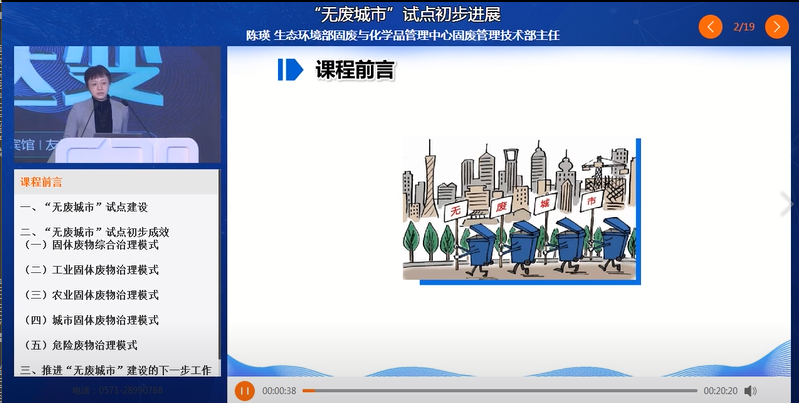 “无废城市”试点初步进展
陈瑛 生态环境部固废与化学品管理中心固废管理技术部主任
2/19
课程前言
宾馆
友
课程前言
一、“无废城市”试点建设
二、“无废城市”试点初步成效
（一）固体废物综合治理模式
（二）工业固体废物治理模式
（三）农业固体废物治理模式
（四）城市固体废物治理模式
（五）危险废物治理模式
三、推进“无废城市”建设的下一步工作
无
废
城
市
00:00:38
00:20:20